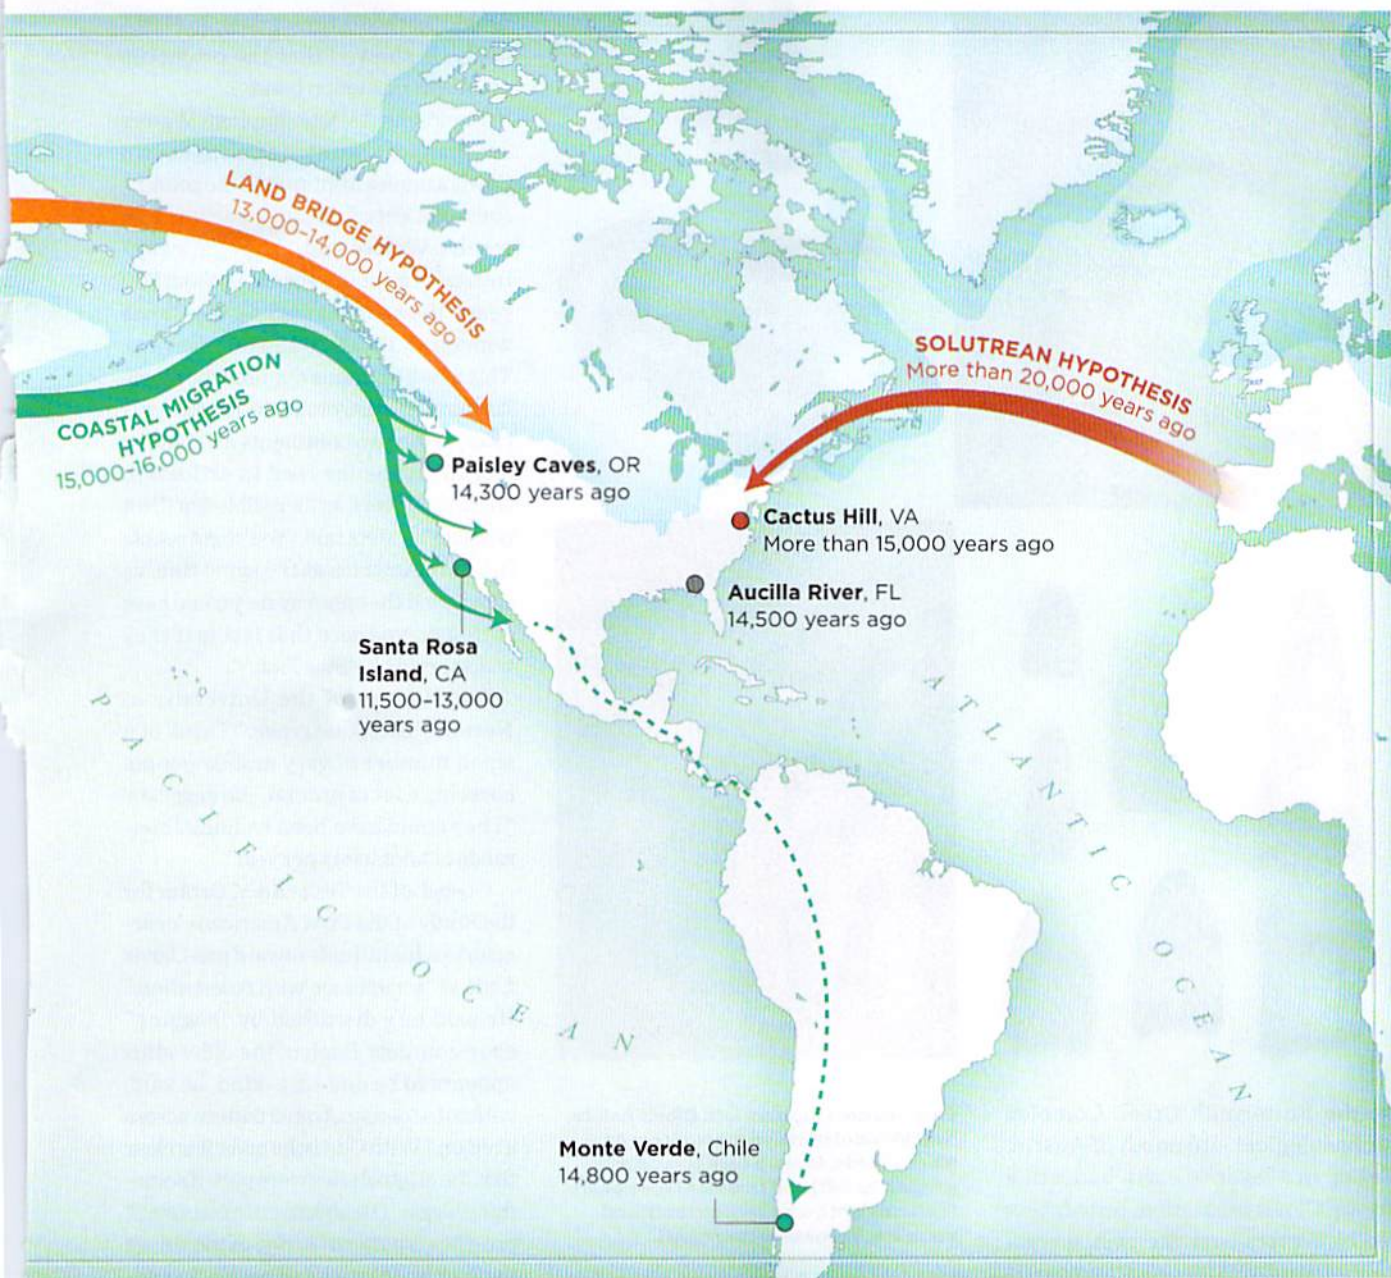 LAND BRIDGE HYPOTHESIS
13,000–14,000 years ago
COASTAL MIGRATION
HYPOTHESIS
15,000–16,000 years ago
SOLUTREAN HYPOTHESIS
More than 20,000 years ago
Paisley Caves, OR
14,300 years ago
Cactus Hill, VA
More than 15,000 years ago
Aucilla River, FL
14,500 years ago
Santa Rosa
Island, CA
11,500–13,000
years ago
PACIFIC OCEAN
ATLANTIC OCEAN
Monte Verde, Chile
14,800 years ago